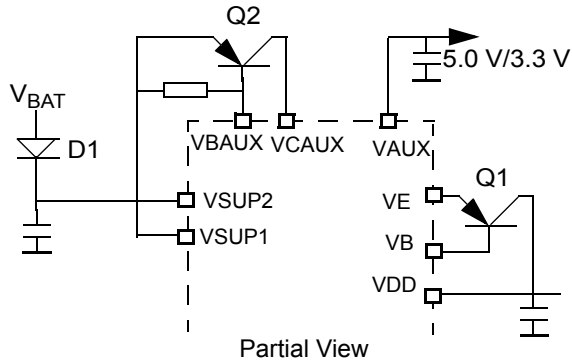 Q2
5.0 V/3.3 V
VBAT
D1
VBAUX
VCAUX
VAUX
Q1
VSUP2
VE
VSUP1
VB
VDD
Partial View